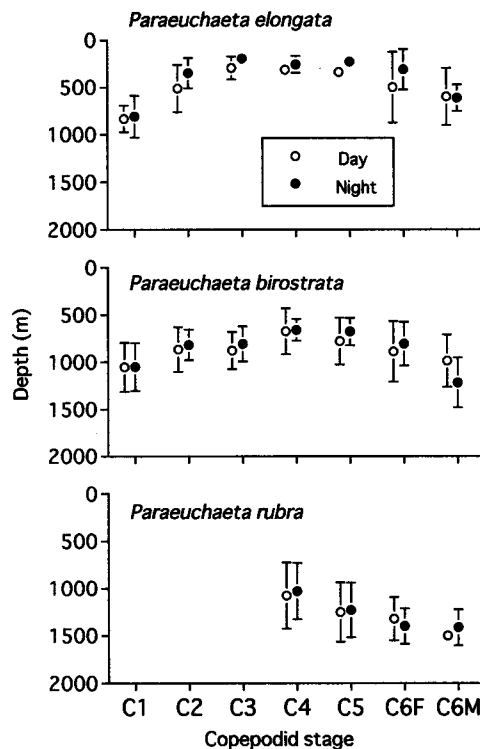 Paraeuchaeta elongata
0
500
1000
1500
2000
Day
Night
Paraeuchaeta birostrata
0
500
1000
1500
2000
Depth (m)
Paraeuchaeta rubra
0
500
1000
1500
2000
C1 C2 C3 C4 C5 C6F C6M
Copepodid stage